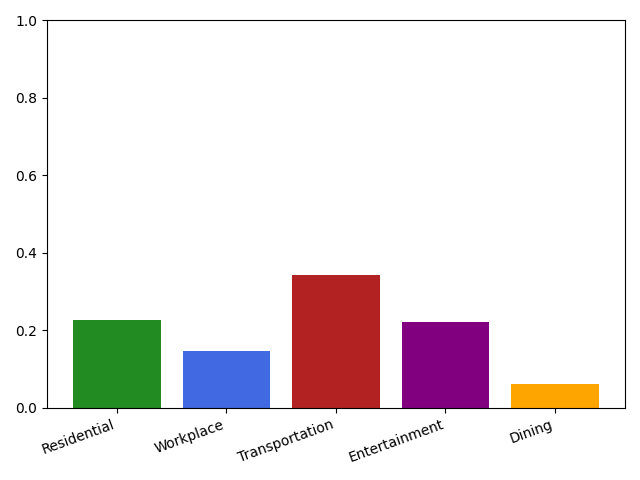 1.0
0.8
0.6
0.4
0.2
0.0
Residential
Workplace
Transportation
Entertainment
Dining